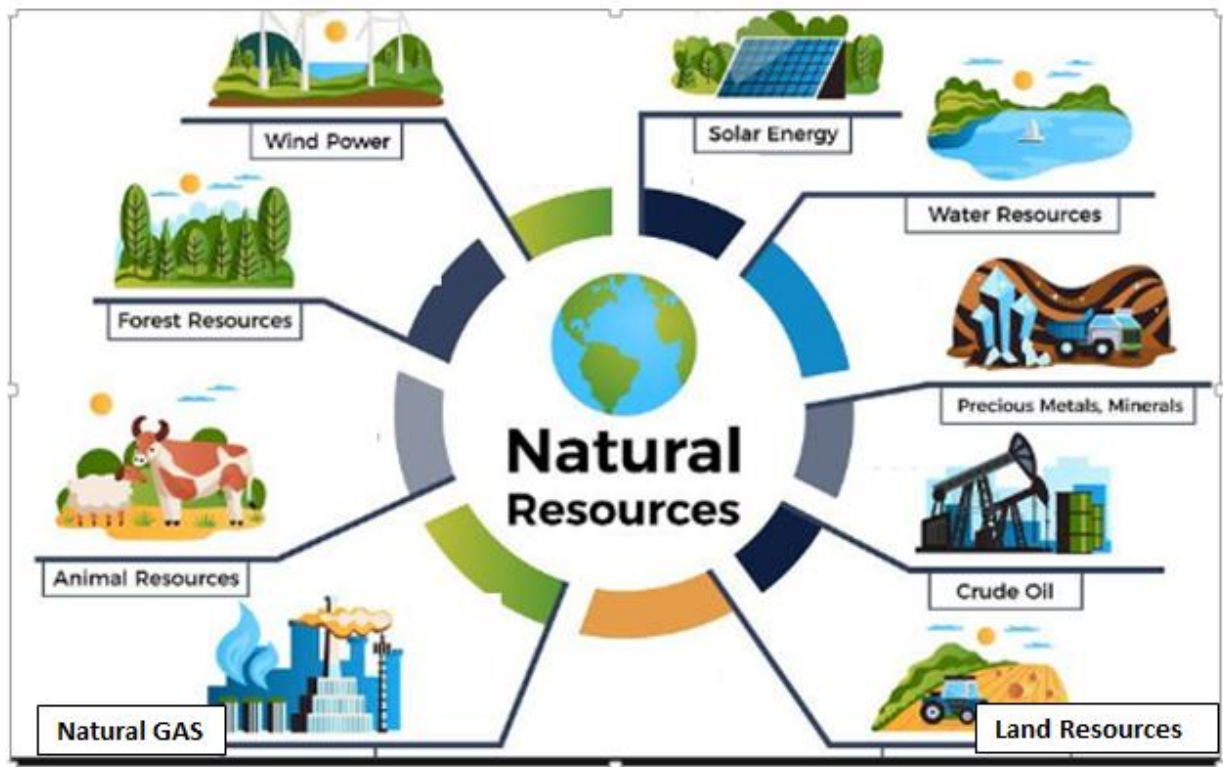 Wind Power
Solar Energy
Water Resources
Forest Resources
Precious Metals, Minerals
Natural
Resources
Animal Resources
Crude Oil
Natural GAS
Land Resources